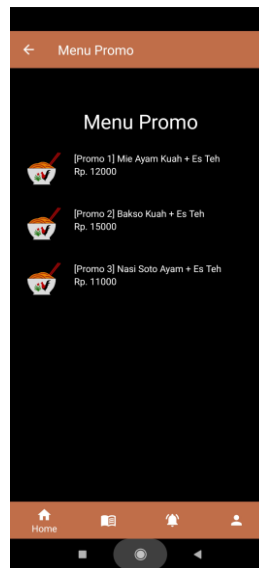 Menu Promo
Menu Promo
[Promo 1] Mie Ayam Kuah + Es Teh
Rp. 12000
[Promo 2] Bakso Kuah + Es Teh
Rp. 15000
[Promo 3] Nasi Soto Ayam + Es Teh
Rp. 11000
Home